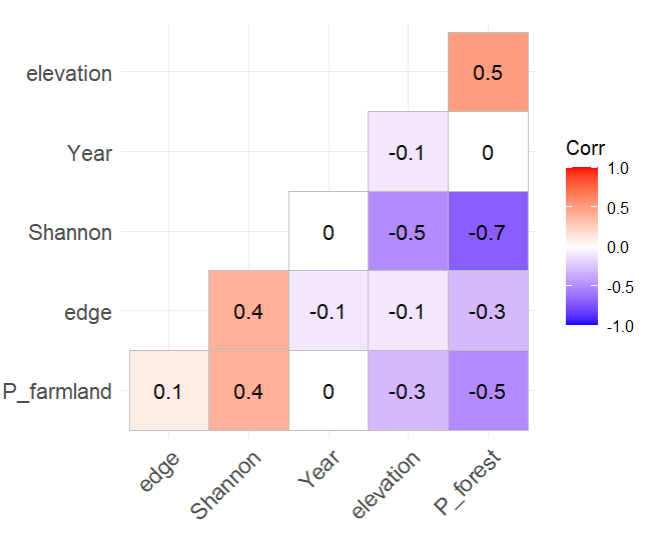 elevation 0.5
Year -0.1 0
Shannon 0 -0.5 -0.7
edge 0.4 -0.1 -0.1 -0.3
P_farmland 0.1 0.4 0 -0.3 -0.5
edge Shannon Year elevation P_forest
Corr
1.0
0.5
0.0
-0.5
-1.0